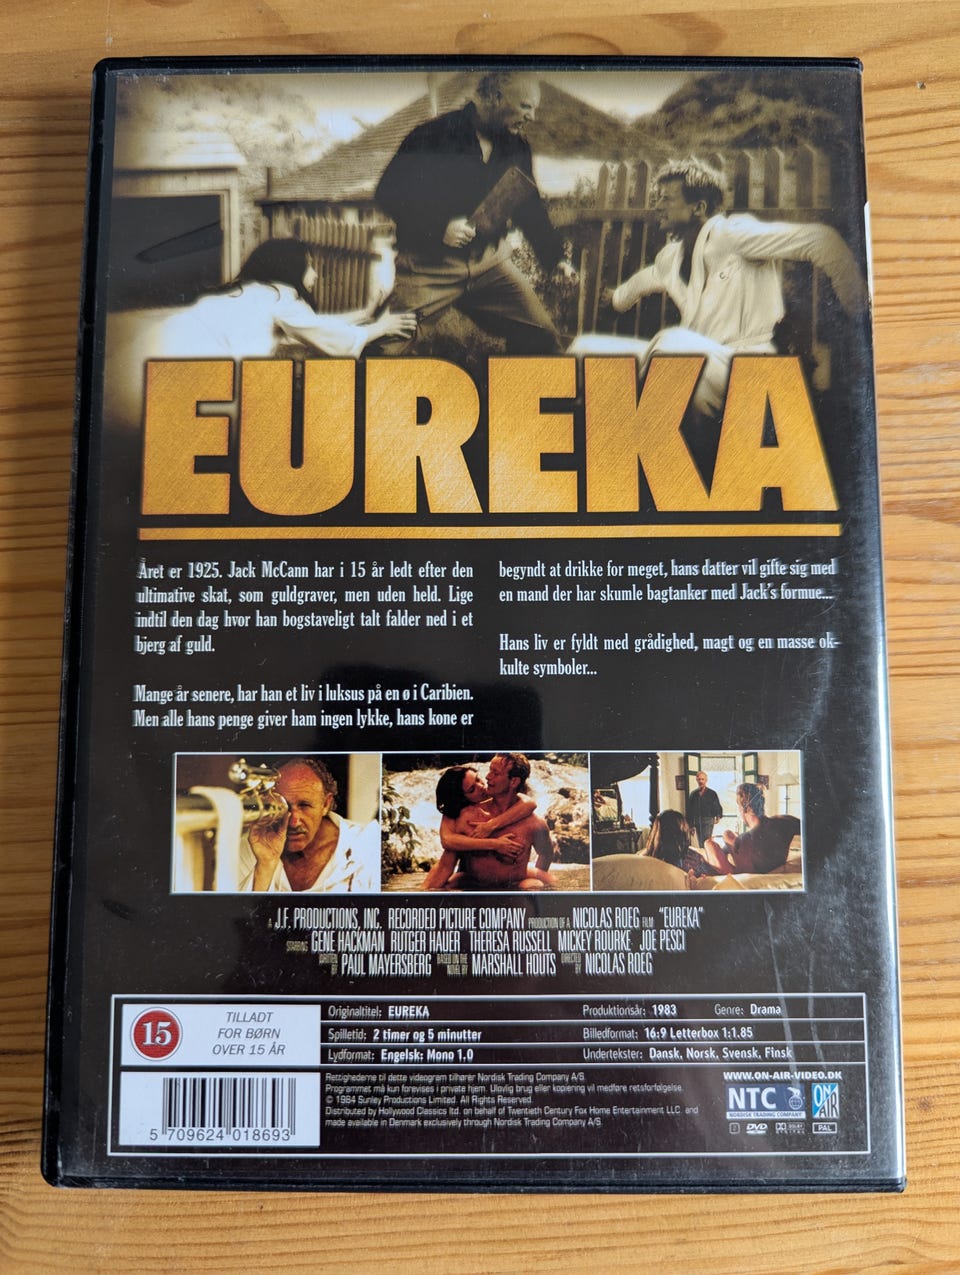 EUREKA
Året er 1925. Jack McCann har i 15 år ledt efter den
ultimative skat, som guldgraver, men uden held. Lige
indtil den dag hvor han bogstaveligt talt falder ned i et
bjerg af guld.
Mange år senere, har han et liv i luksus på en ø i Caribien.
Men alle hans penge giver ham ingen lykke, hans kone er
begyndt at drikke for meget, hans datter vil gifte sig med
en mand der har skumle bagtanker med Jack's formue...
Hans liv er fyldt med grådighed, magt og en masse ok-
kulte symboler...
A J.F. PRODUCTIONS, INC. RECORDED PICTURE COMPANY PRODUCTION OF A NICOLAS ROEG FILM "EUREKA"
STARRING GENE HACKMAN RUTGER HAUER THERESA RUSSELL MICKEY ROURKE JOE PESCI
WRITTEN BY PAUL MAYERSBERG BASED ON THE NOVEL BY MARSHALL HOUTS DIRECTED BY NICOLAS ROEG
15
TILLADT
FOR BØRN
OVER 15 ÅR
Originaltitel: EUREKA
Produktionsår: 1983
Genre: Drama
Spilletid: 2 timer og 5 minutter
Billedformat: 16:9 Letterbox 1:1.85
Lydformat: Engelsk: Mono 1.0
Undertekster: Dansk, Norsk, Svensk, Finsk
5 709624 018693
Rettighederne til dette videogram tilhører Nordisk Trading Company A/S
Programmet må kun forevises i private hjem. Ulovlig brug eller kopiering vil medføre retsforfølgelse.
© 1984 Sunley Productions Limited. All Rights Reserved.
Distributed by Hollywood Classics ltd. on behalf of Twentieth Century Fox Home Entertainment LLC. and
made available in Denmark exclusively through Nordisk Trading Company A/S.
WWW.ON-AIR-VIDEO.DK
NTC
NORDISK TRADING COMPANY
ON AIR
DVD
DOLBY
DIGITAL
PAL